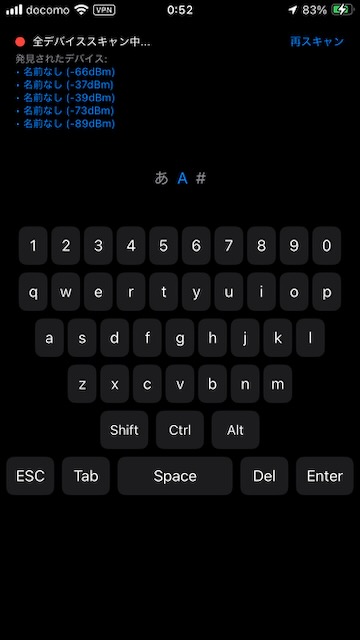 docomo VPN 0:52 83%
全デバイススキャン中... 再スキャン
発見されたデバイス:
• 名前なし (-66dBm)
• 名前なし (-37dBm)
• 名前なし (-39dBm)
• 名前なし (-73dBm)
• 名前なし (-89dBm)
あ A #
1 2 3 4 5 6 7 8 9 0
q w e r t y u i o p
a s d f g h j k l
z x c v b n m
Shift Ctrl Alt
ESC Tab Space Del Enter